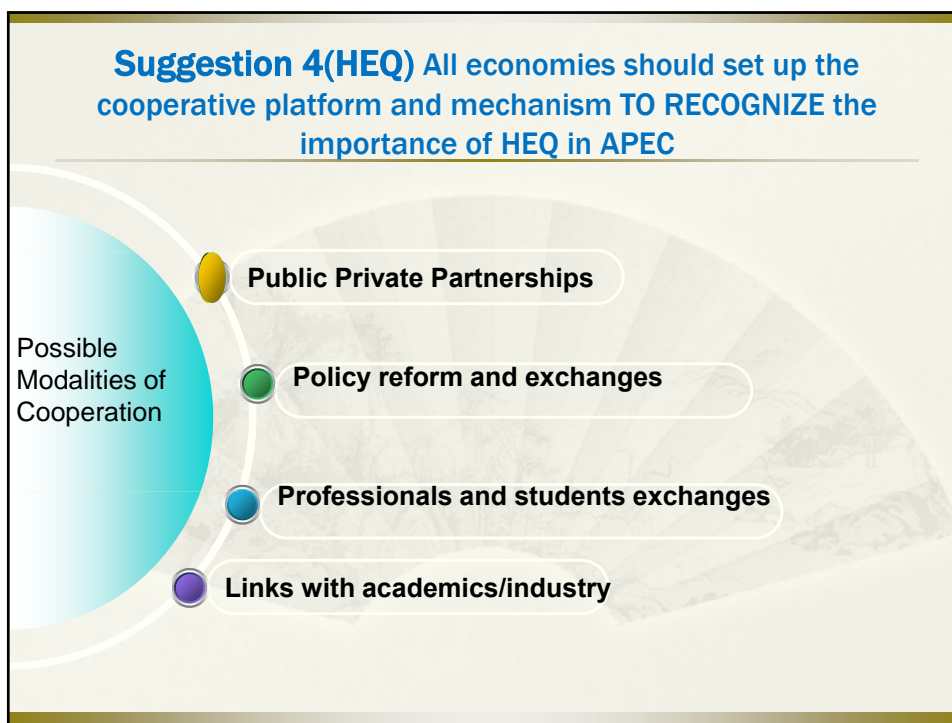 Suggestion 4(HEQ) All economies should set up the
cooperative platform and mechanism TO RECOGNIZE the
importance of HEQ in APEC
Possible
Modalities of
Cooperation
Public Private Partnerships
Policy reform and exchanges
Professionals and students exchanges
Links with academics/industry